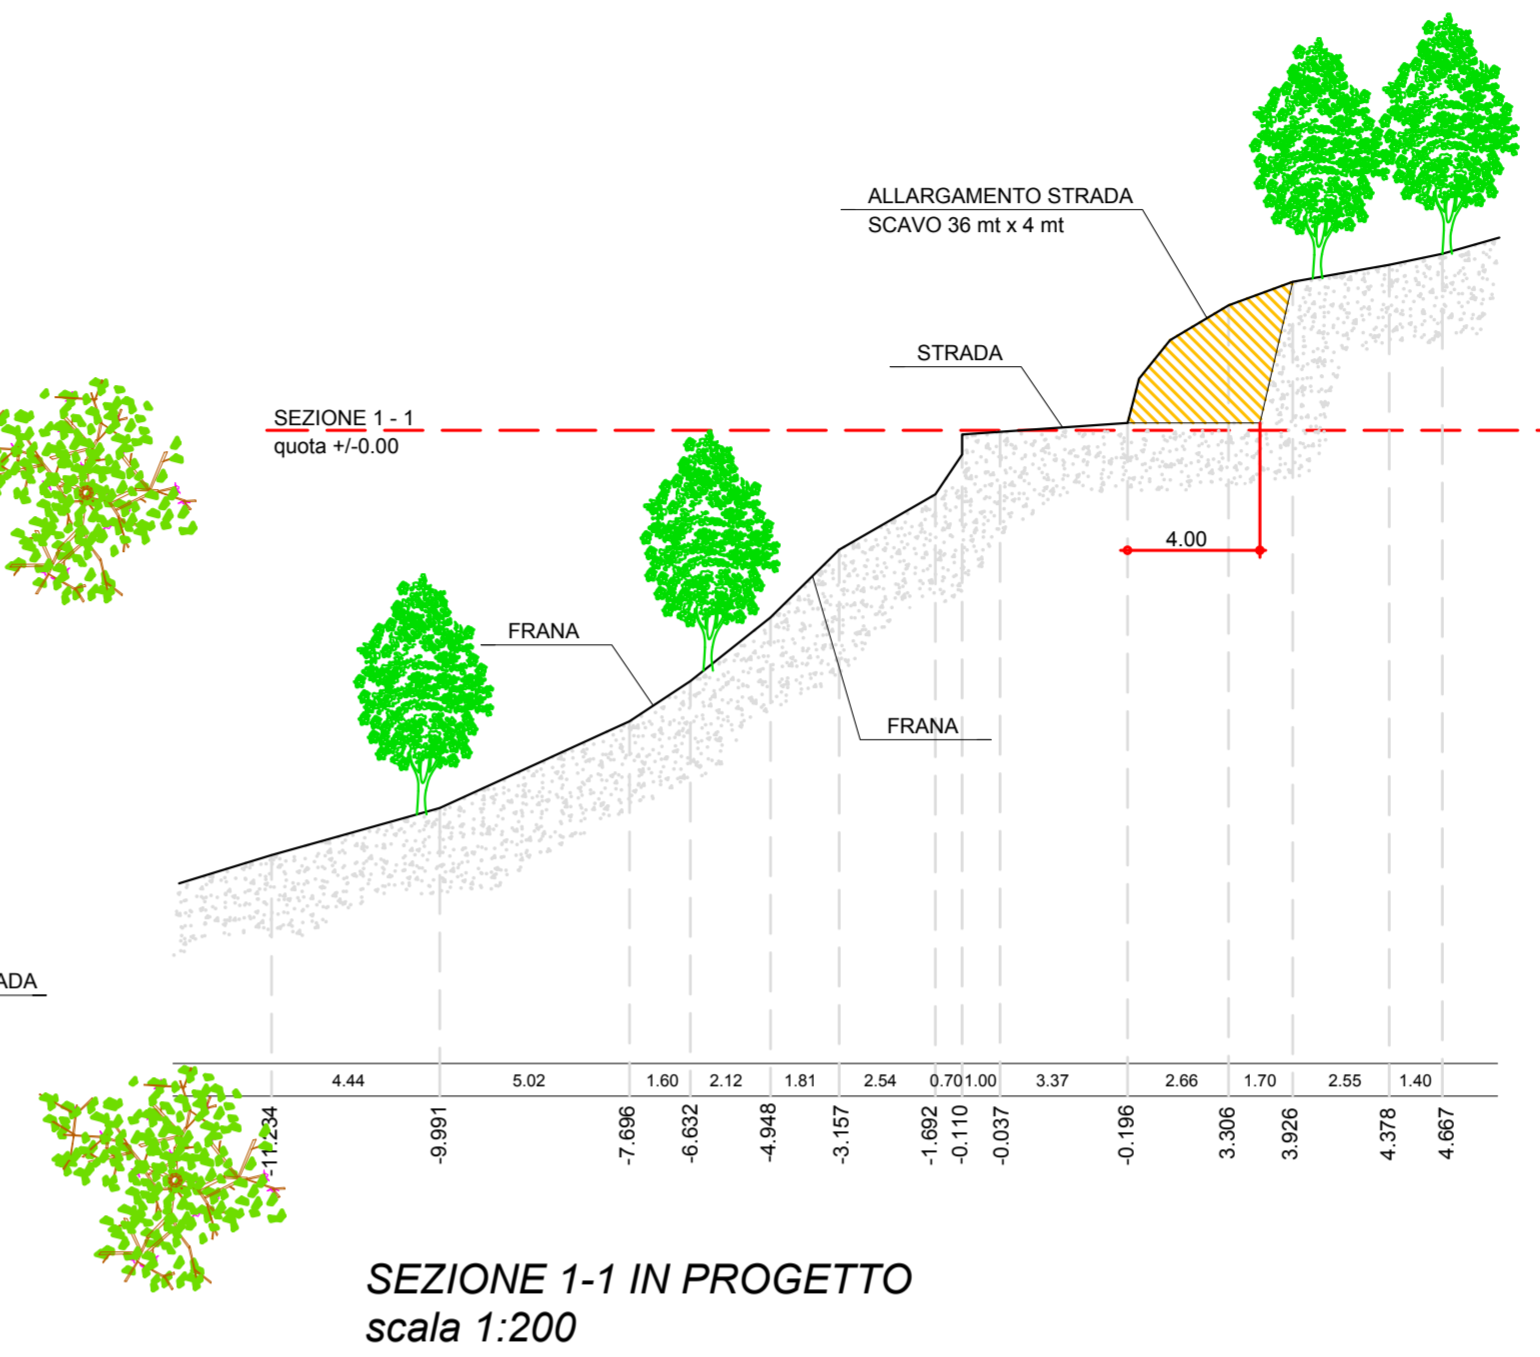 ALLARGAMENTO STRADA
SCAVO 36 mt x 4 mt
STRADA
SEZIONE 1 - 1
quota +/-0.00
4.00
FRANA
FRANA
ADA
4.44 5.02 1.60 2.12 1.81 2.54 0.70 1.00 3.37 2.66 1.70 2.55 1.40
-11.234 -9.991 -7.696 -6.632 -4.948 -3.157 -1.692 -0.110 -0.037 -0.196 3.306 3.926 4.378 4.667
SEZIONE 1-1 IN PROGETTO
scala 1:200